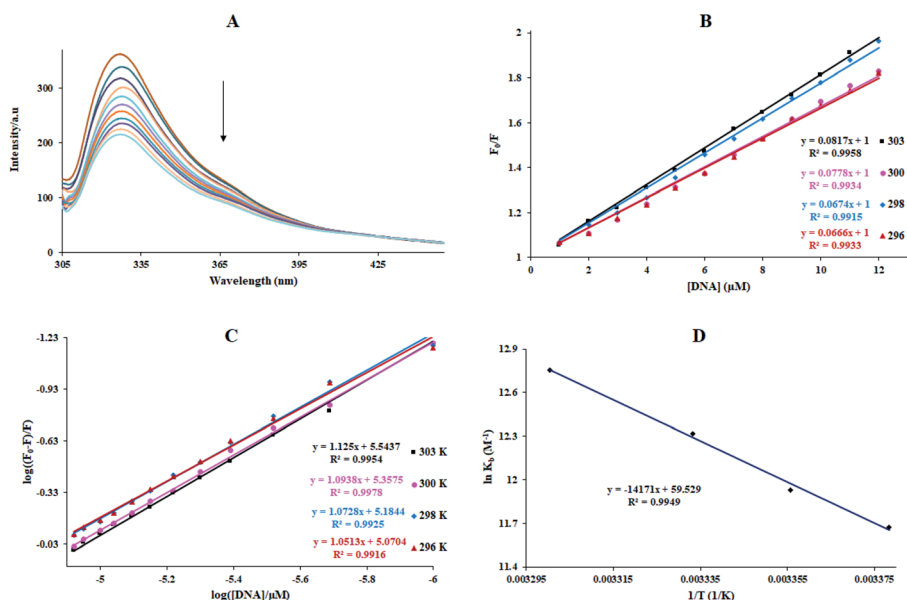 A
Intensity/a.u
300
200
100
0
305
335
365
395
425
Wavelength (nm)
B
F0/F
2
1.8
1.6
1.4
1.2
1
0
2
4
6
8
10
12
[DNA] (µM)
y = 0.0817x + 1
R² = 0.9958
303
y = 0.0778x + 1
R² = 0.9934
300
y = 0.0674x + 1
R² = 0.9915
298
y = 0.0666x + 1
R² = 0.9933
296
C
log((F0-F)/F)
-1.23
-0.93
-0.63
-0.33
-0.03
-5
-5.2
-5.4
-5.6
-5.8
-6
log([DNA]/µM)
y = 1.125x + 5.5437
R² = 0.9954
303 K
y = 1.0938x + 5.3575
R² = 0.9978
300 K
y = 1.0728x + 5.1844
R² = 0.9925
298 K
y = 1.0513x + 5.0704
R² = 0.9916
296 K
D
ln Kb (M-1)
12.9
12.6
12.3
12
11.7
11.4
0.003295
0.003315
0.003335
0.003355
0.003375
1/T (1/K)
y = -14171x + 59.529
R² = 0.9949